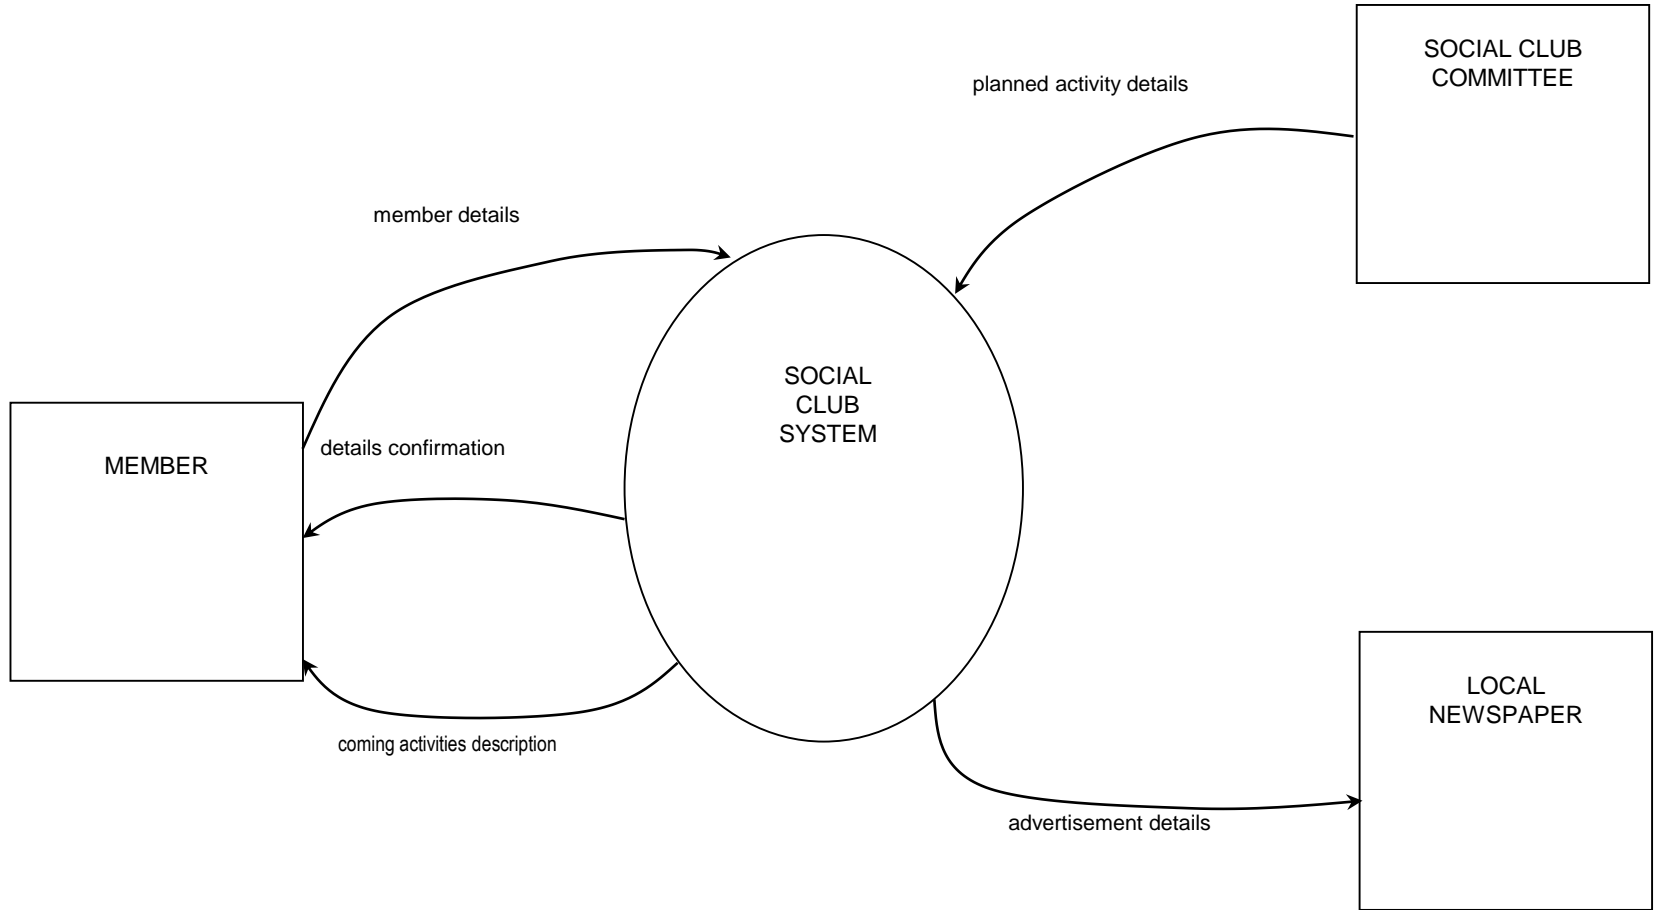 SOCIAL CLUB
COMMITTEE
planned activity details
member details
SOCIAL
CLUB
SYSTEM
details confirmation
MEMBER
LOCAL
NEWSPAPER
coming activities description
advertisement details